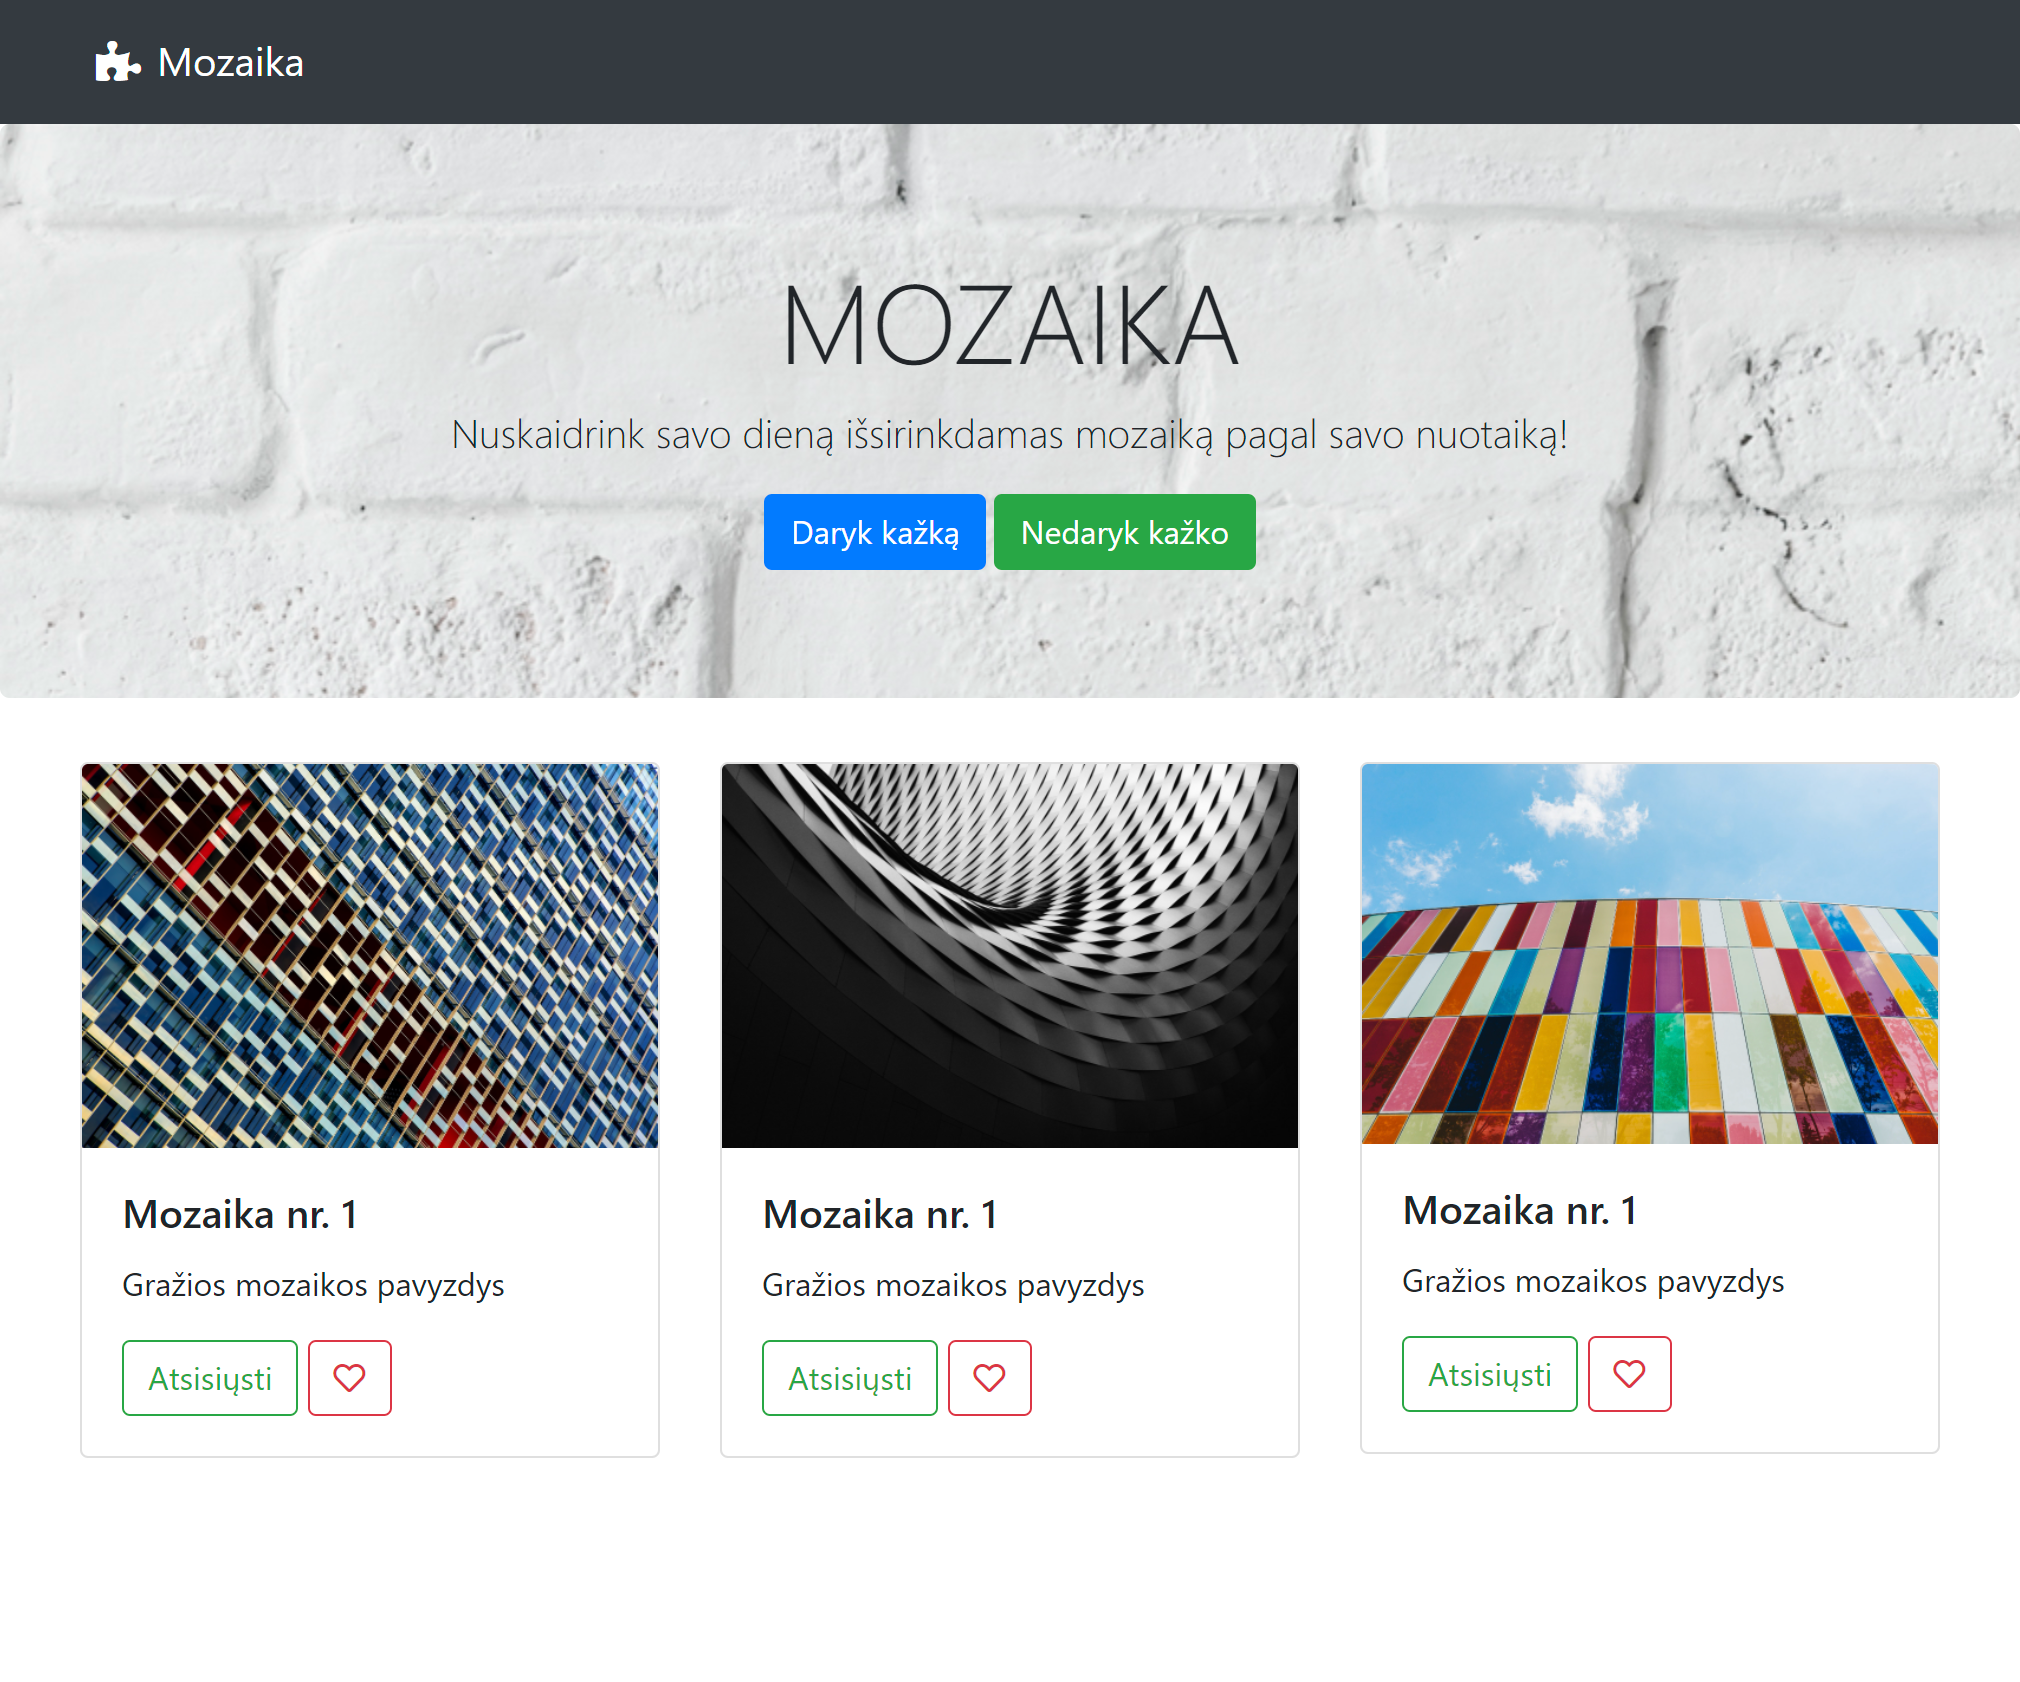 Mozaika
MOZAIKA
Nuskaidrink savo dieną išsirinkdamas mozaiką pagal savo nuotaiką!
Daryk kažką Nedaryk kažko
Mozaika nr. 1
Gražios mozaikos pavyzdys
Atsisiųsti
Mozaika nr. 1
Gražios mozaikos pavyzdys
Atsisiųsti
Mozaika nr. 1
Gražios mozaikos pavyzdys
Atsisiųsti